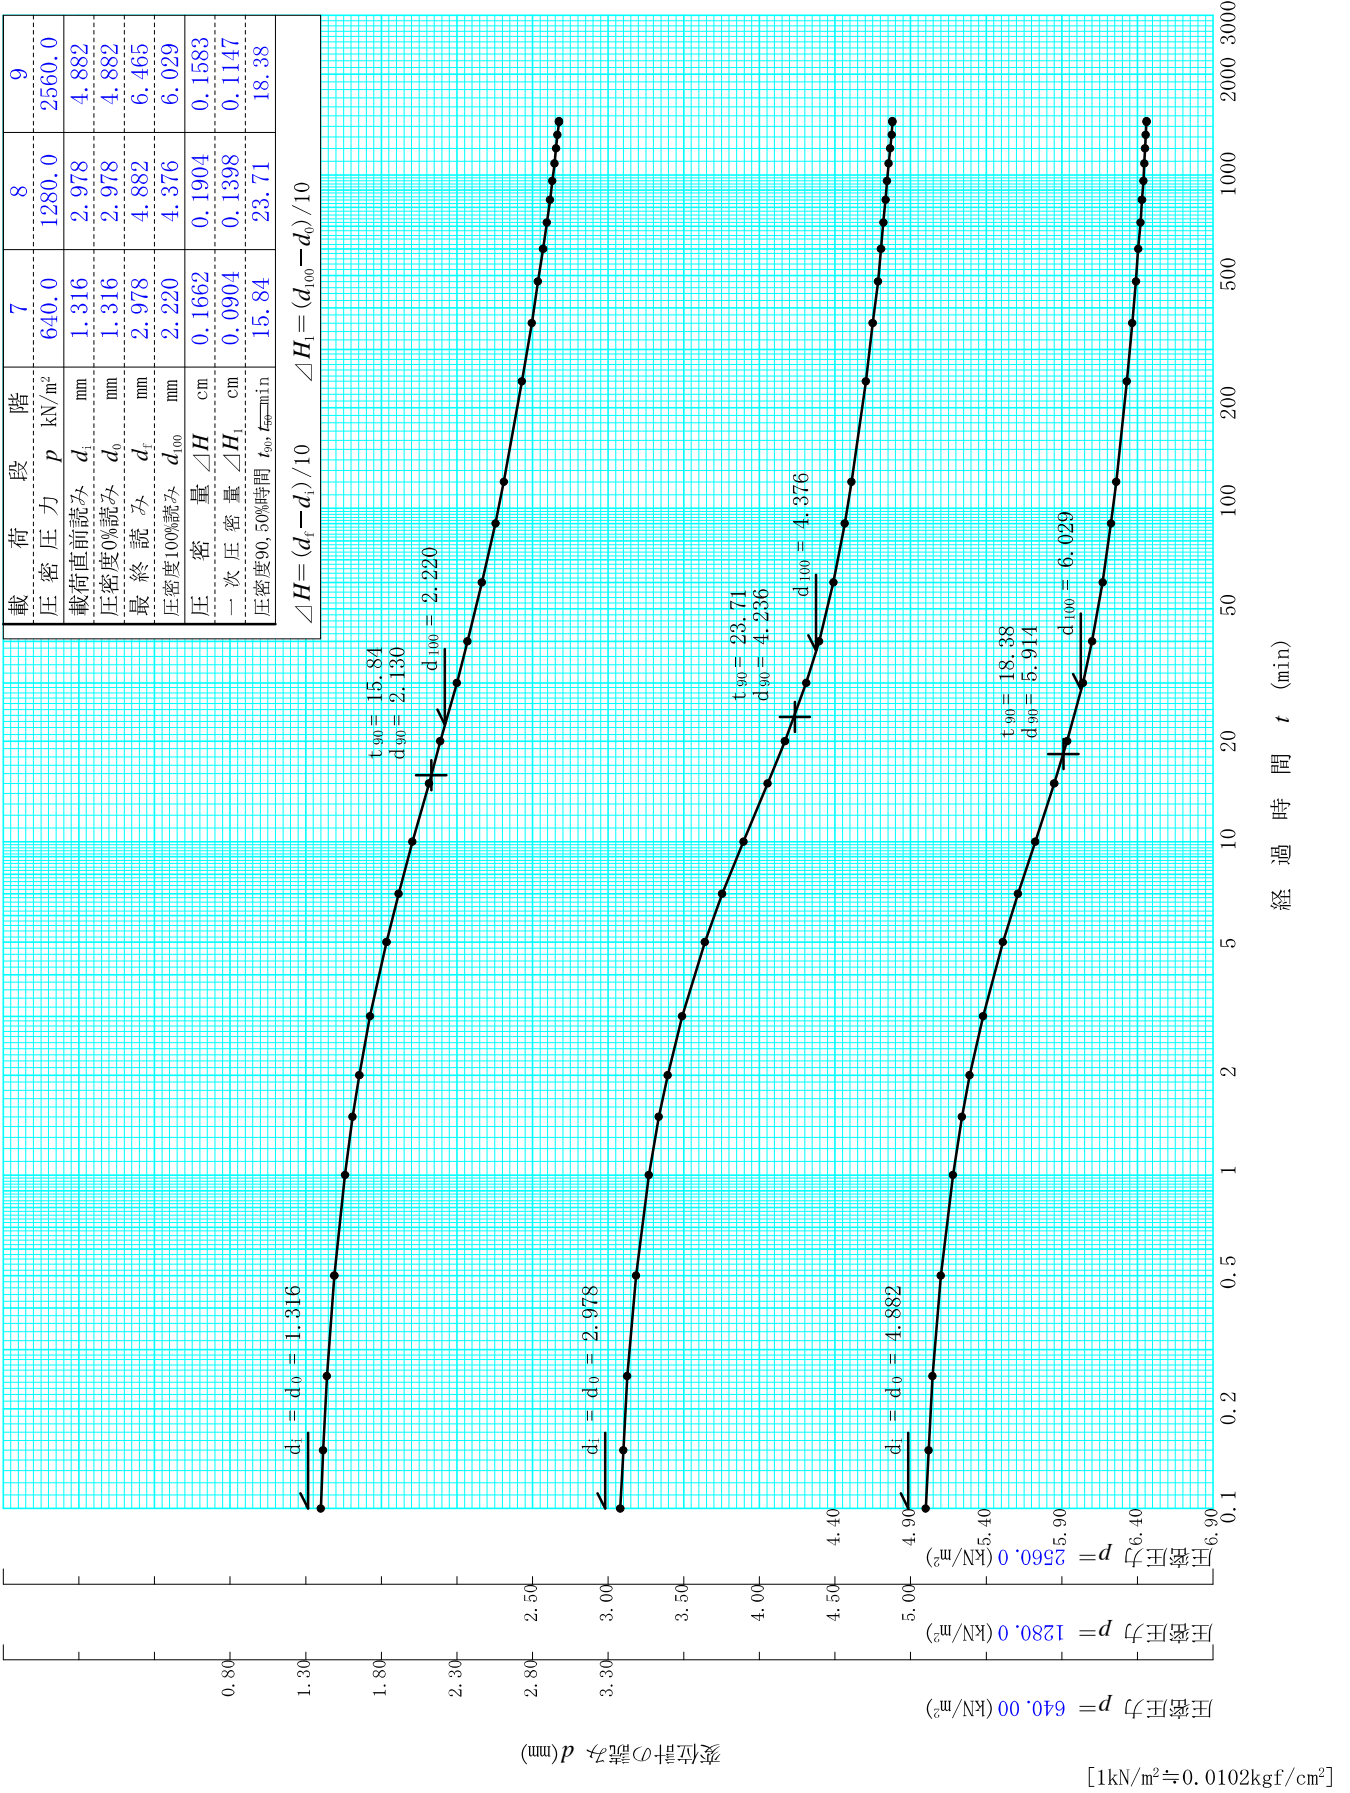 載荷段階 7 8 9
圧密圧力 p kN/m² 640.0 1280.0 2560.0
載荷直前読み di mm 1.316 2.978 4.882
圧密度0%読み d0 mm 1.316 2.978 4.882
最終読み df mm 2.978 4.882 6.465
圧密度100%読み d100 mm 2.220 4.376 6.029
圧密量 ⊿H cm 0.1662 0.1904 0.1583
一次圧密量 ⊿H1 cm 0.0904 0.1398 0.1147
圧密度90,50%時間 t90,t50 min 15.84 23.71 18.38
⊿H=(df−di)/10 ⊿H1=(d100−d0)/10
di = d0 = 1.316
t90= 15.84
d90= 2.130
d100= 2.220
di = d0 = 2.978
t90= 23.71
d90= 4.236
d100= 4.376
di = d0 = 4.882
t90= 18.38
d90= 5.914
d100= 6.029
0.1 0.2 0.5 1 2 5 10 20 50 100 200 500 1000 2000 3000
経過時間 t (min)
4.40 4.90 5.40 5.90 6.40 6.90
圧密圧力 p= 2560.0(kN/m²)
2.50 3.00 3.50 4.00 4.50 5.00
圧密圧力 p= 1280.0(kN/m²)
0.80 1.30 1.80 2.30 2.80 3.30
圧密圧力 p= 640.00(kN/m²)
変位計の読み d(mm)
[1kN/m²≒0.0102kgf/cm²]